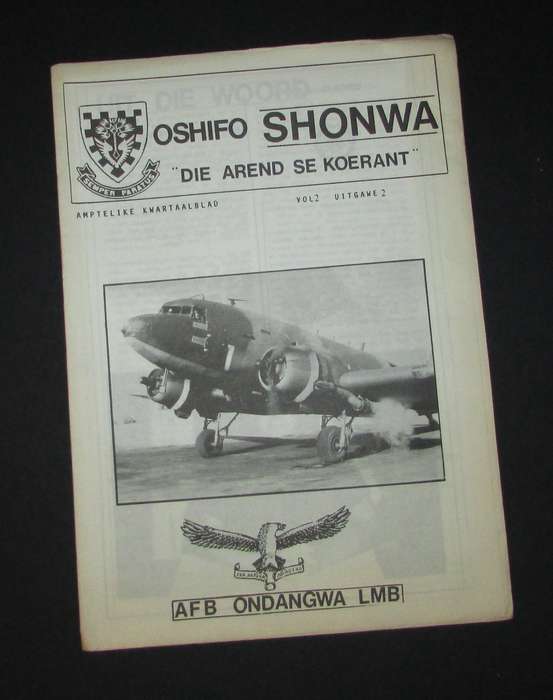 OSHIFO SHONWA
"DIE AREND SE KOERANT"
SEMPER PARATUS
AMPTELIKE KWARTAALBLAD
VOL2 UITGAWE 2
AFB ONDANGWA LMB